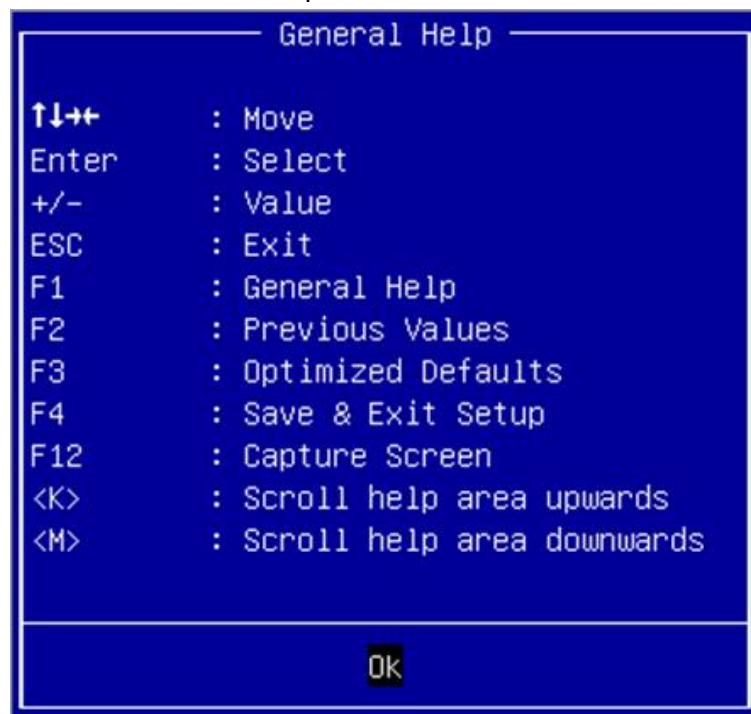 General Help
↑↓→← : Move
Enter : Select
+/- : Value
ESC : Exit
F1 : General Help
F2 : Previous Values
F3 : Optimized Defaults
F4 : Save & Exit Setup
F12 : Capture Screen
<K> : Scroll help area upwards
<M> : Scroll help area downwards
Ok